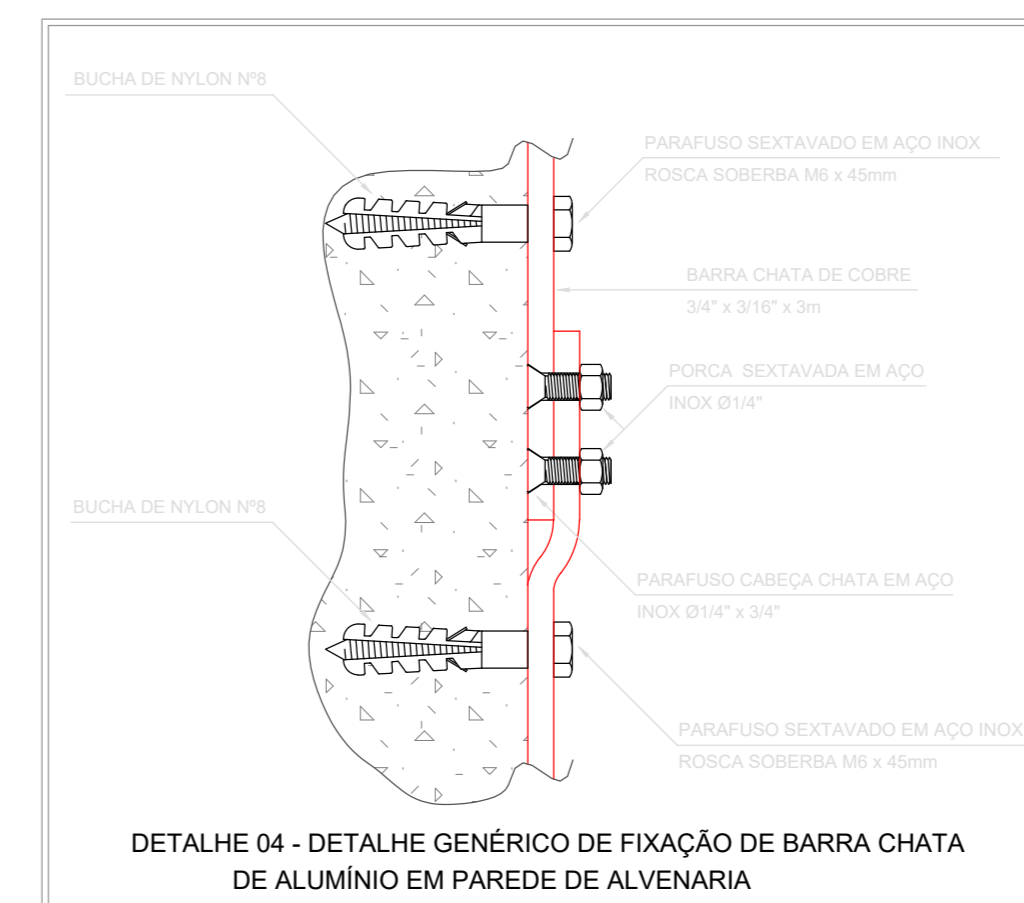 BUCHA DE NYLON Nº8
PARAFUSO SEXTAVADO EM AÇO INOX
ROSCA SOBERBA M6 x 45mm
BARRA CHATA DE COBRE
3/4" x 3/16" x 3m
PORCA SEXTAVADA EM AÇO
INOX Ø1/4"
BUCHA DE NYLON Nº8
PARAFUSO CABEÇA CHATA EM AÇO
INOX Ø1/4" x 3/4"
PARAFUSO SEXTAVADO EM AÇO INOX
ROSCA SOBERBA M6 x 45mm
DETALHE 04 - DETALHE GENÉRICO DE FIXAÇÃO DE BARRA CHATA
DE ALUMÍNIO EM PAREDE DE ALVENARIA